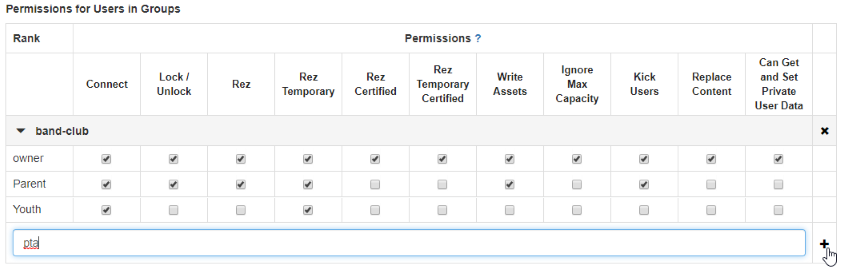 Permissions for Users in Groups
Rank
Permissions ?
Connect
Lock /
Unlock
Rez
Rez
Temporary
Rez
Certified
Rez
Temporary
Certified
Write
Assets
Ignore
Max
Capacity
Kick
Users
Replace
Content
Can Get
and Set
Private
User Data
band-club
owner
Parent
Youth
pta